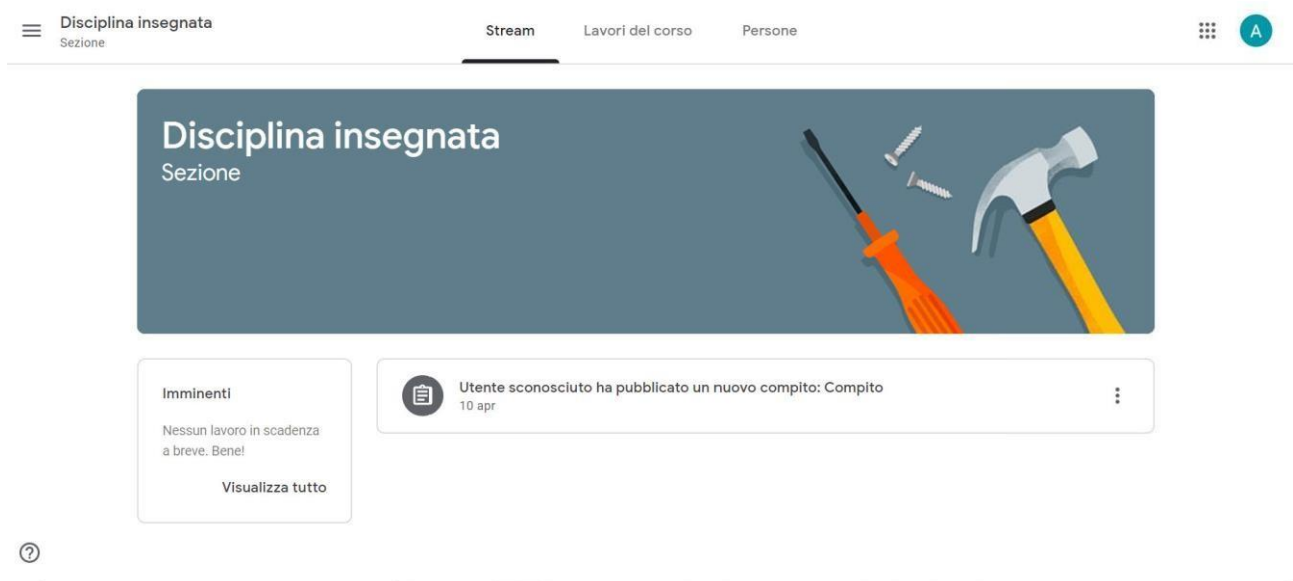 Disciplina insegnata
Sezione
Stream
Lavori del corso
Persone
A
Disciplina insegnata
Sezione
Imminenti
Nessun lavoro in scadenza
a breve. Bene!
Visualizza tutto
Utente sconosciuto ha pubblicato un nuovo compito: Compito
10 apr
?